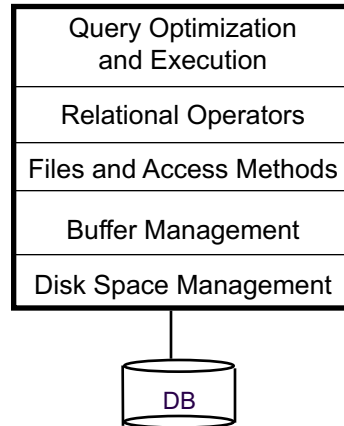 Query Optimization
and Execution
Relational Operators
Files and Access Methods
Buffer Management
Disk Space Management
DB